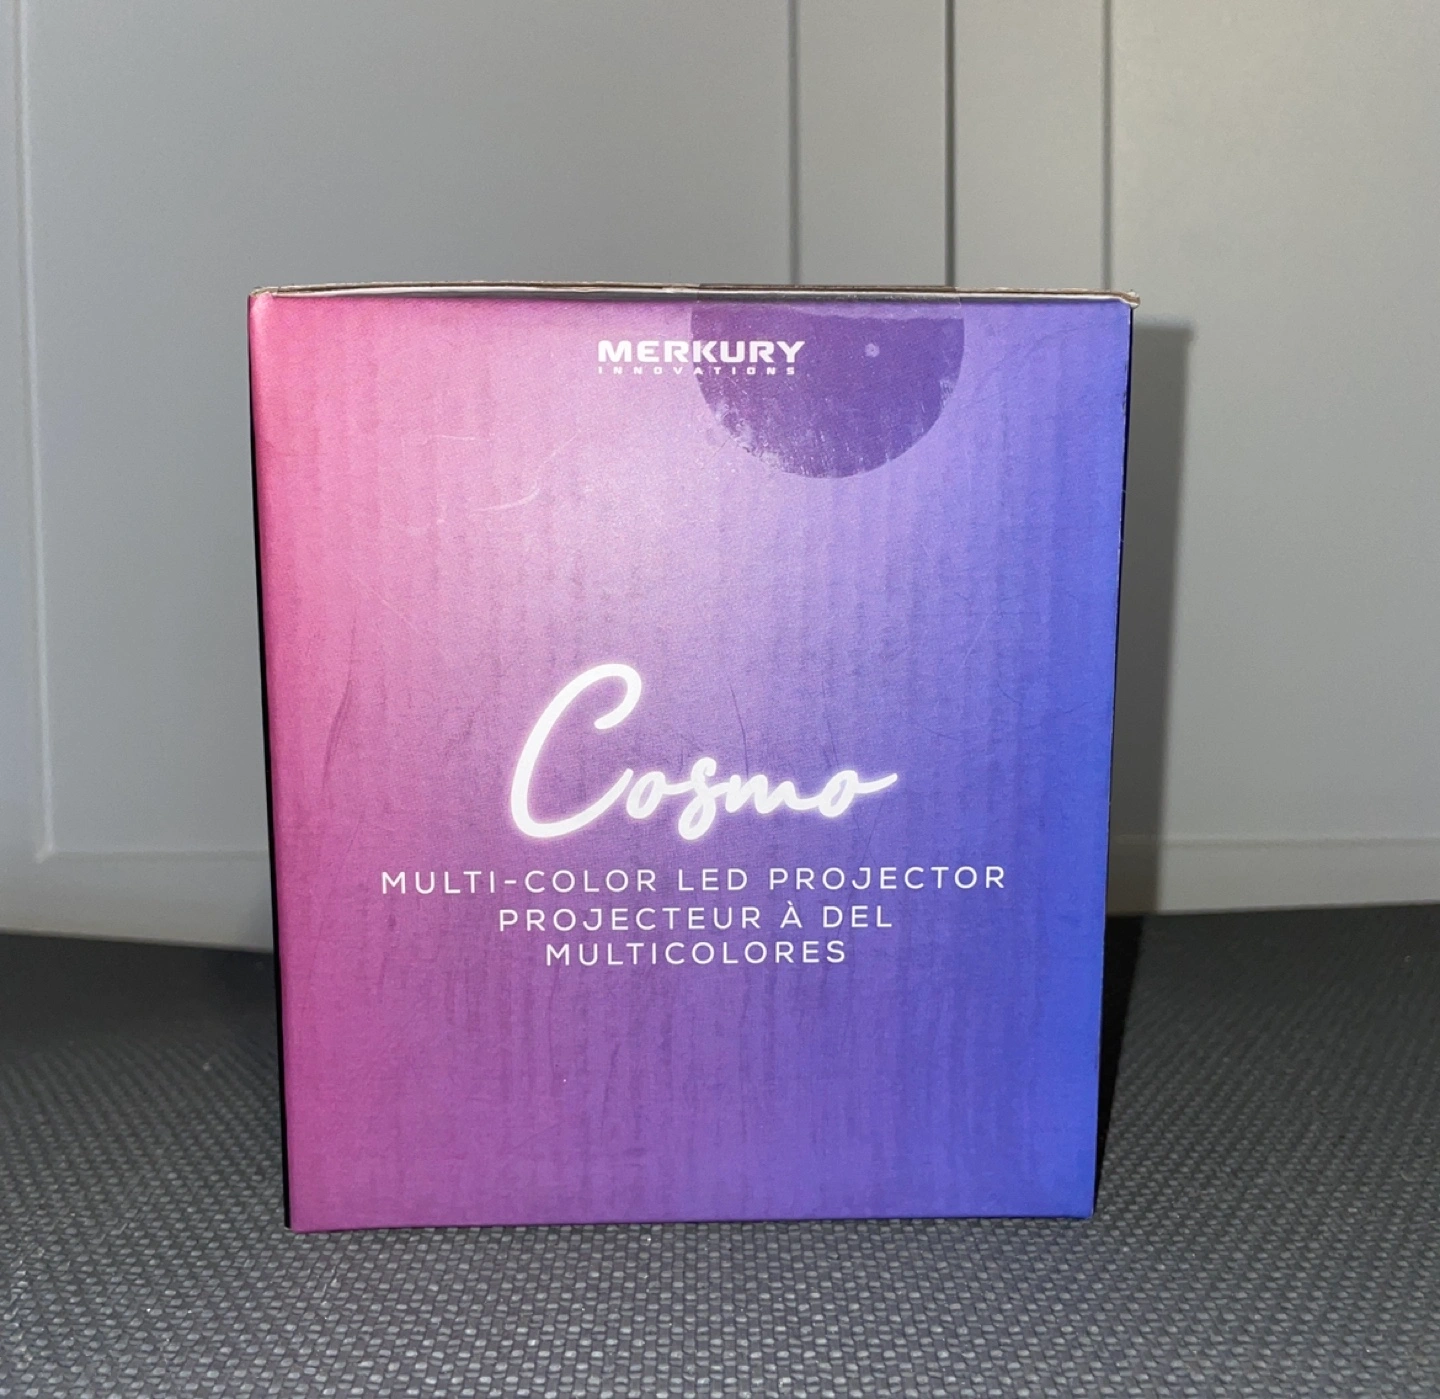 MERKURY
INNOVATIONS
Cosmo
MULTI-COLOR LED PROJECTOR
PROJECTEUR À DEL
MULTICOLORES